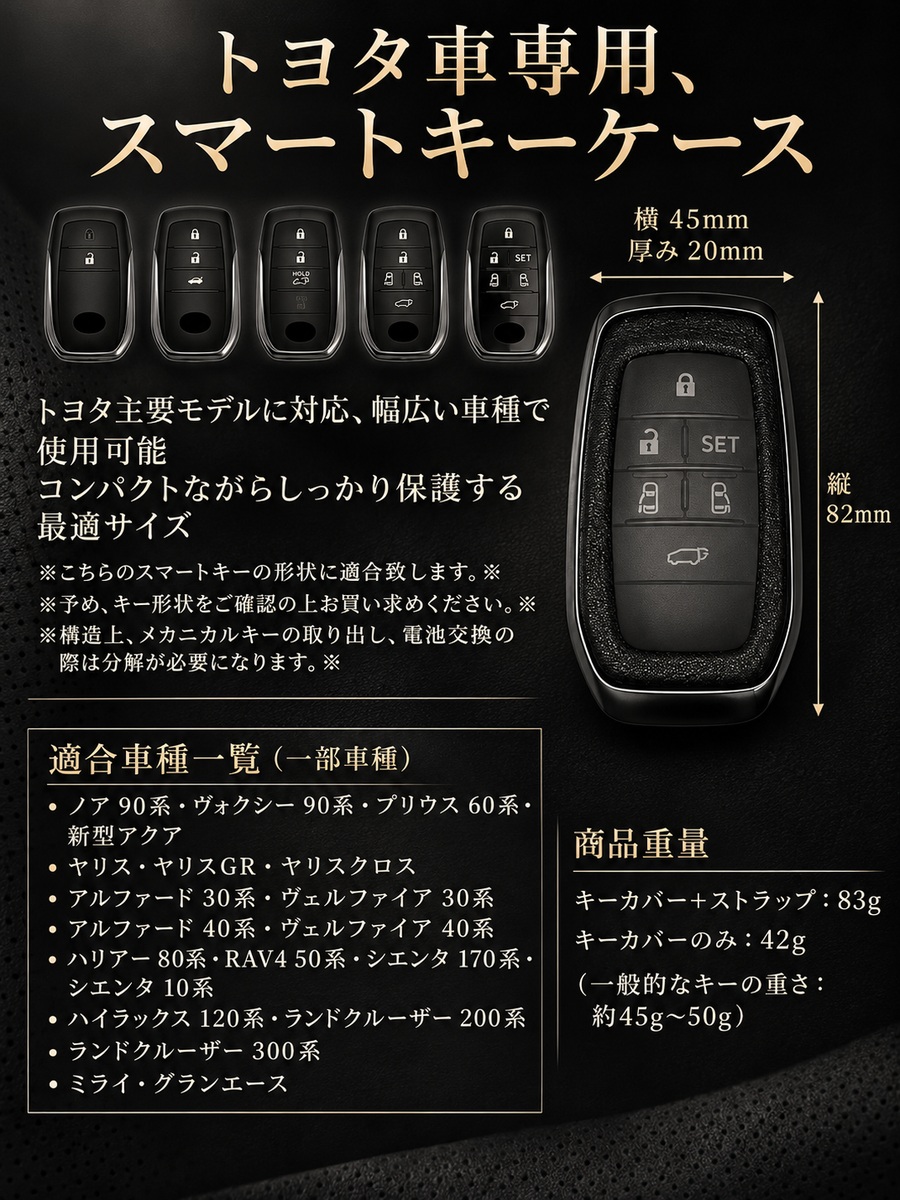 トヨタ車専用、
スマートキーケース
HOLD
SET
横 45mm
厚み 20mm
SET
縦
82mm
トヨタ主要モデルに対応、幅広い車種で
使用可能
コンパクトながらしっかり保護する
最適サイズ
※こちらのスマートキーの形状に適合致します。※
※予め、キー形状をご確認の上お買い求めください。※
※構造上、メカニカルキーの取り出し、電池交換の
際は分解が必要になります。※
適合車種一覧（一部車種）
• ノア 90系・ヴォクシー 90系・プリウス 60系・
新型アクア
• ヤリス・ヤリスGR・ヤリスクロス
• アルファード 30系・ヴェルファイア 30系
• アルファード 40系・ヴェルファイア 40系
• ハリアー 80系・RAV4 50系・シエンタ 170系・
シエンタ 10系
• ハイラックス 120系・ランドクルーザー 200系
• ランドクルーザー 300系
• ミライ・グランエース
商品重量
キーカバー＋ストラップ：83g
キーカバーのみ：42g
（一般的なキーの重さ：
約45g〜50g）